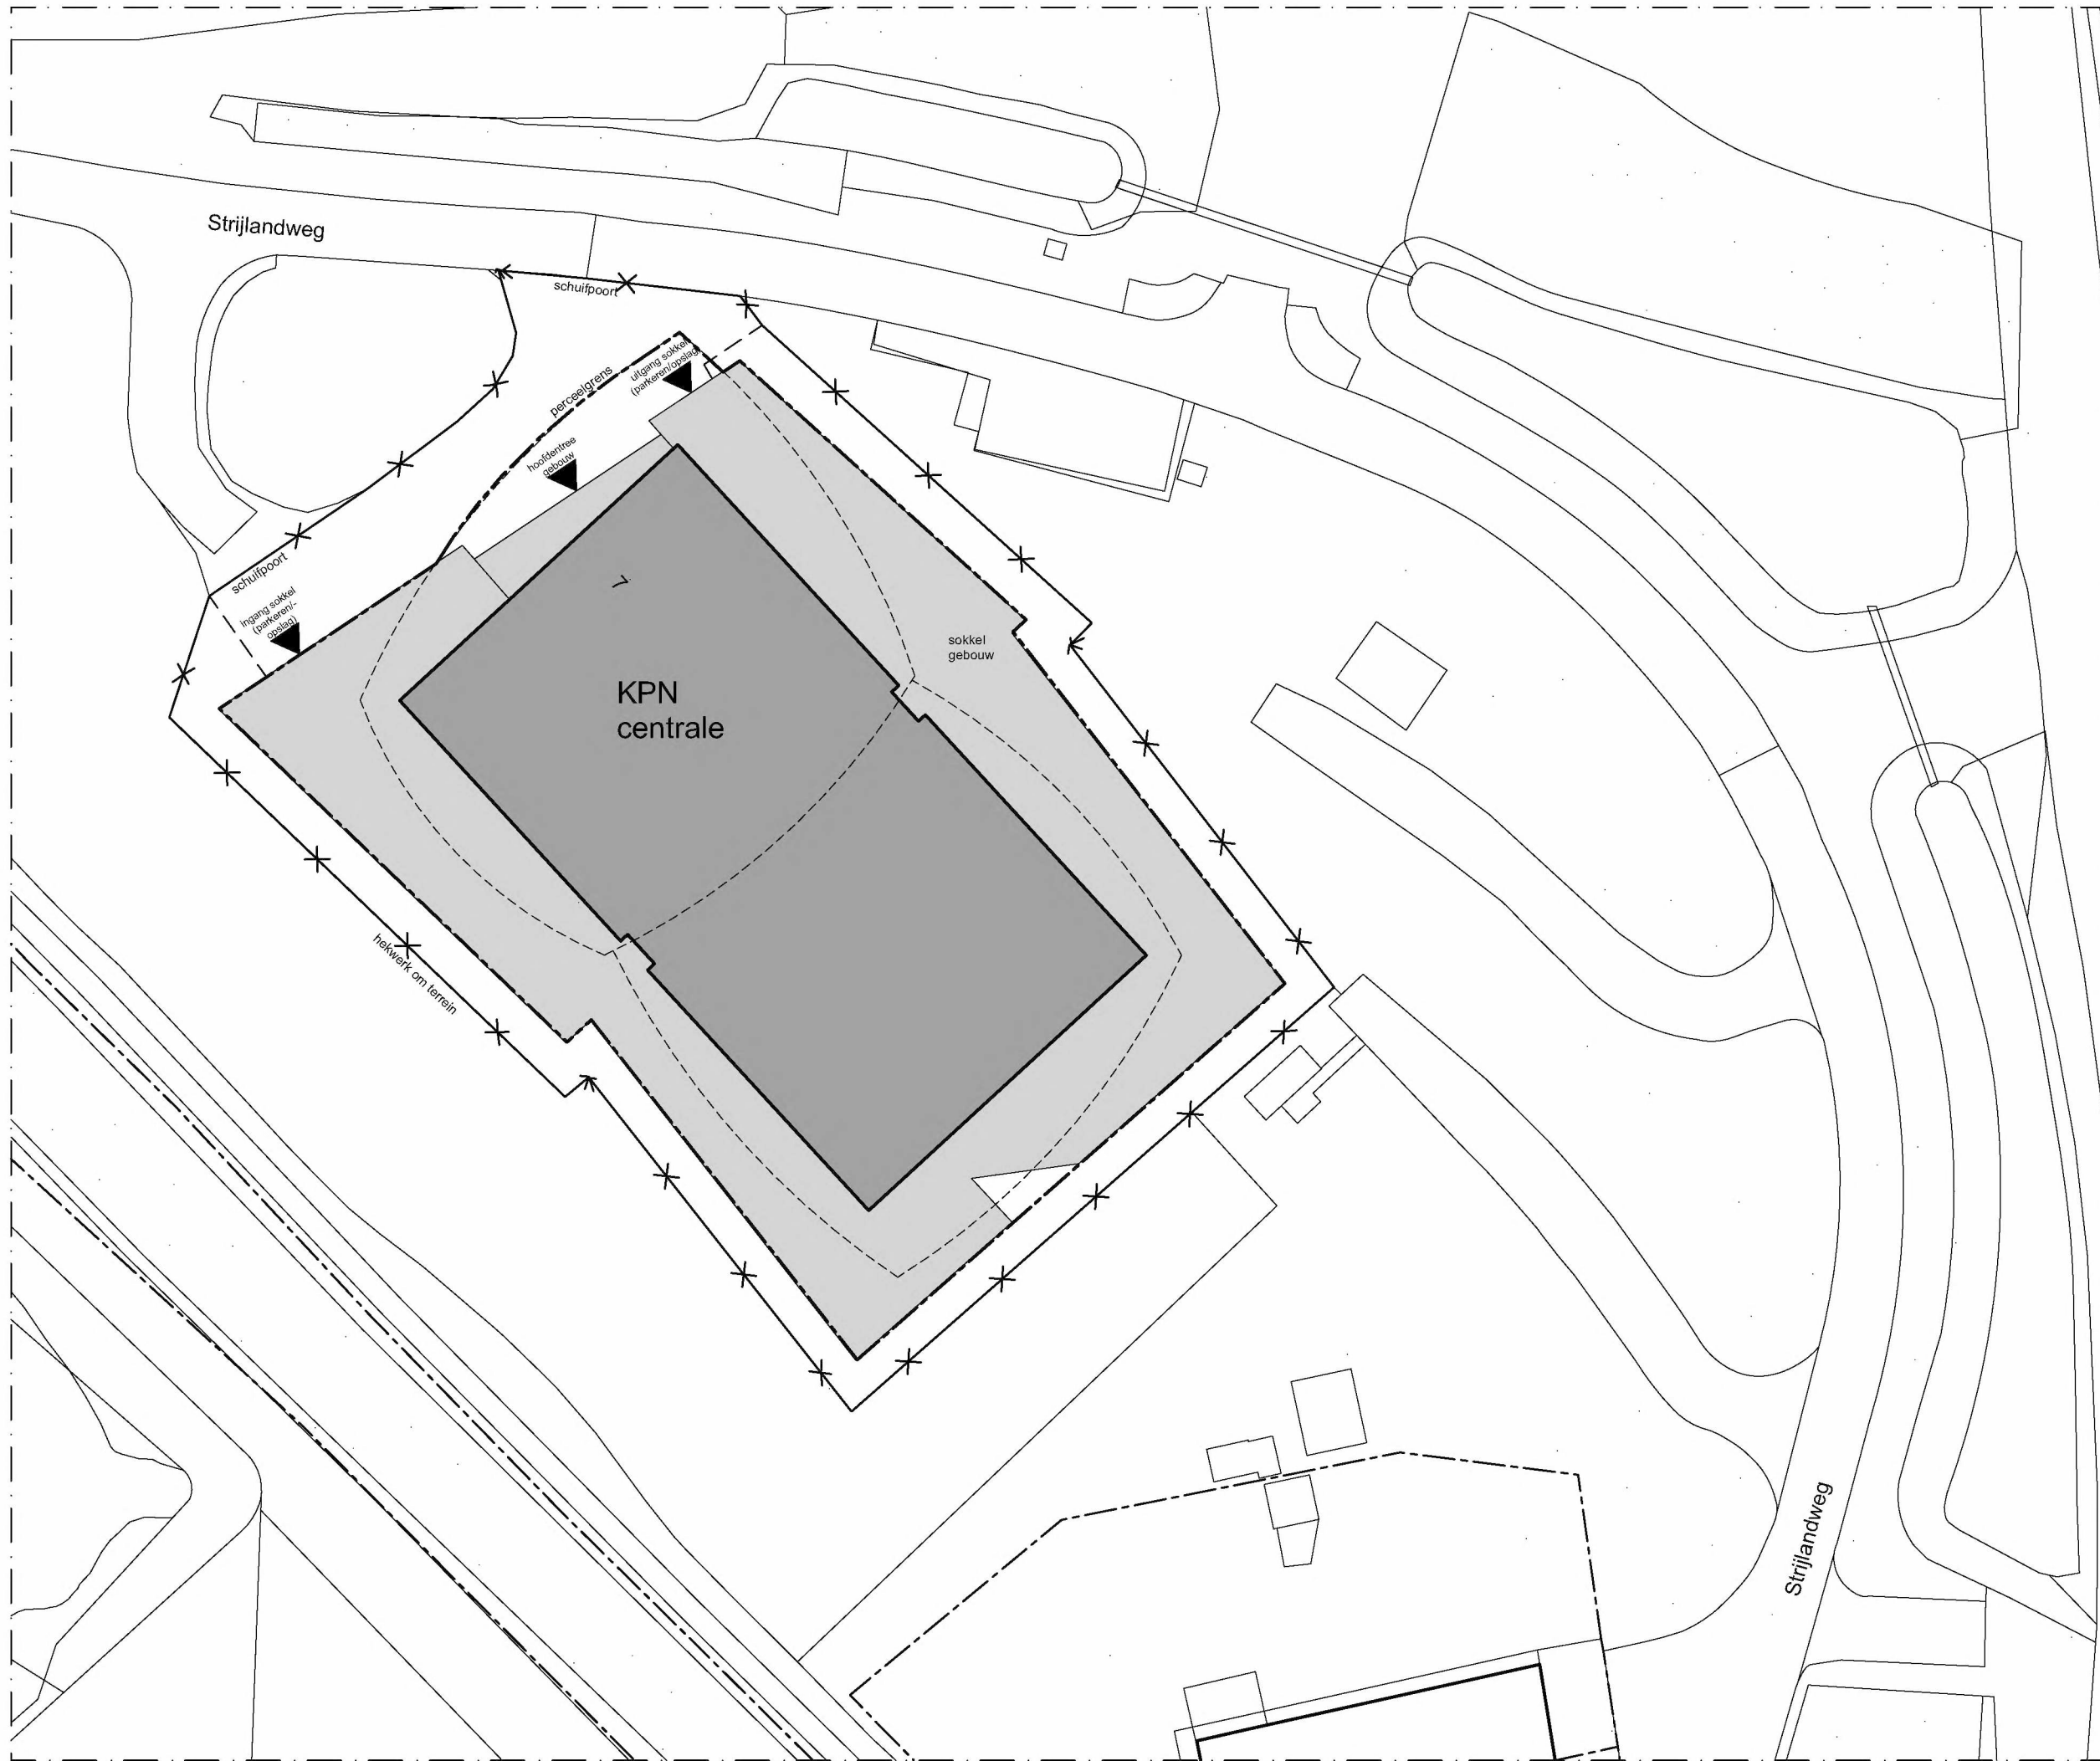 Strijlandweg
schuifpoort
uitgang sokkel
(parkeren/opslag)
perceelgrens
hoofdentree
gebouw
schuifpoort
ingang sokkel
(parkeren/-
opslag)
7
sokkel
gebouw
KPN
centrale
hekwerk om terrein
Strijlandweg